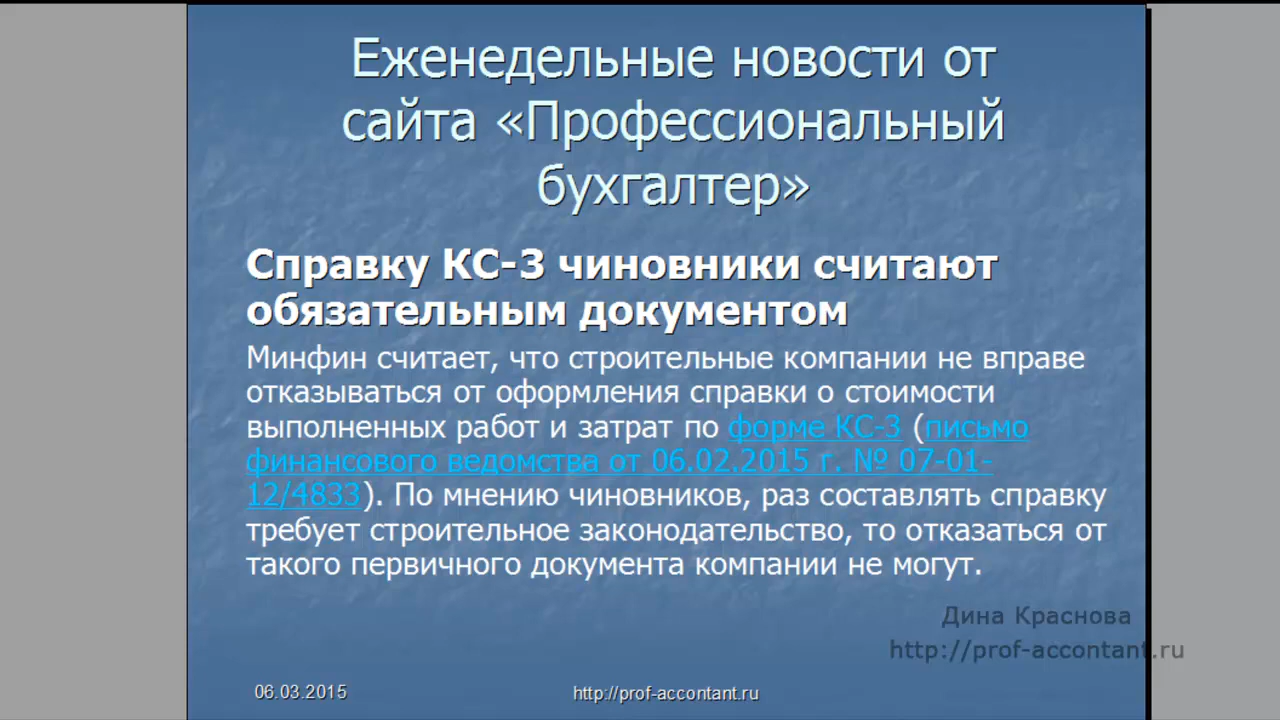 Еженедельные новости от
сайта «Профессиональный
бухгалтер»
Справку КС-3 чиновники считают
обязательным документом
Минфин считает, что строительные компании не вправе
отказываться от оформления справки о стоимости
выполненных работ и затрат по форме КС-3 (письмо
финансового ведомства от 06.02.2015 г. № 07-01-
12/4833). По мнению чиновников, раз составлять справку
требует строительное законодательство, то отказаться от
такого первичного документа компании не могут.
Дина Краснова
http://prof-accontant.ru
06.03.2015
http://prof-accontant.ru